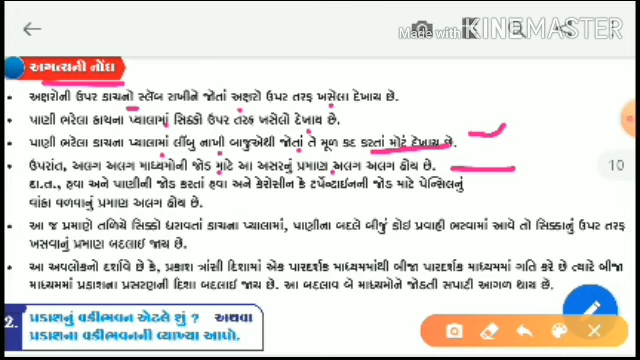 Made with KINEMASTER
અગત્યની નોંધ
• અક્ષરોની ઉપર કાચનો સ્લૅબ રાખીને જોતાં અક્ષરો ઉપર તરફ ખસેલા દેખાય છે.
• પાણી ભરેલા કાચના પ્યાલામાં સિક્કો ઉપર તરફ ખસેલો દેખાય છે.
• પાણી ભરેલા કાચના પ્યાલામાં લીંબુ નાખી બાજુએથી જોતાં તે મૂળ કદ કરતાં મોટું દેખાય છે.
• ઉપરાંત, અલગ અલગ માધ્યમોની જોડ માટે આ અસરનું પ્રમાણ અલગ અલગ હોય છે.
દા.ત., હવા અને પાણીની જોડ કરતાં હવા અને કેરોસીન કે ટર્પેન્ટાઇનની જોડ માટે પેન્સિલનું
વાંકા વળવાનું પ્રમાણ અલગ હોય છે.
• આ જ પ્રમાણે તળિયે સિક્કો ધરાવતાં કાચના પ્યાલામાં, પાણીના બદલે બીજું કોઇ પ્રવાહી ભરવામાં આવે તો સિક્કાનું ઉપર તરફ
ખસવાનું પ્રમાણ બદલાઈ જાય છે.
• આ અવલોકનો દર્શાવે છે કે, પ્રકાશ ત્રાંસી દિશામાં એક પારદર્શક માધ્યમમાંથી બીજા પારદર્શક માધ્યમમાં ગતિ કરે છે ત્યારે બીજા
માધ્યમમાં પ્રકાશના પ્રસરણની દિશા બદલાઈ જાય છે. આ બદલાવ બે માધ્યમોને જોડતી સપાટી આગળ થાય છે.
10
2. પ્રકાશનું વક્રીભવન એટલે શું ? અથવા
પ્રકાશના વક્રીભવનની વ્યાખ્યા આપો.